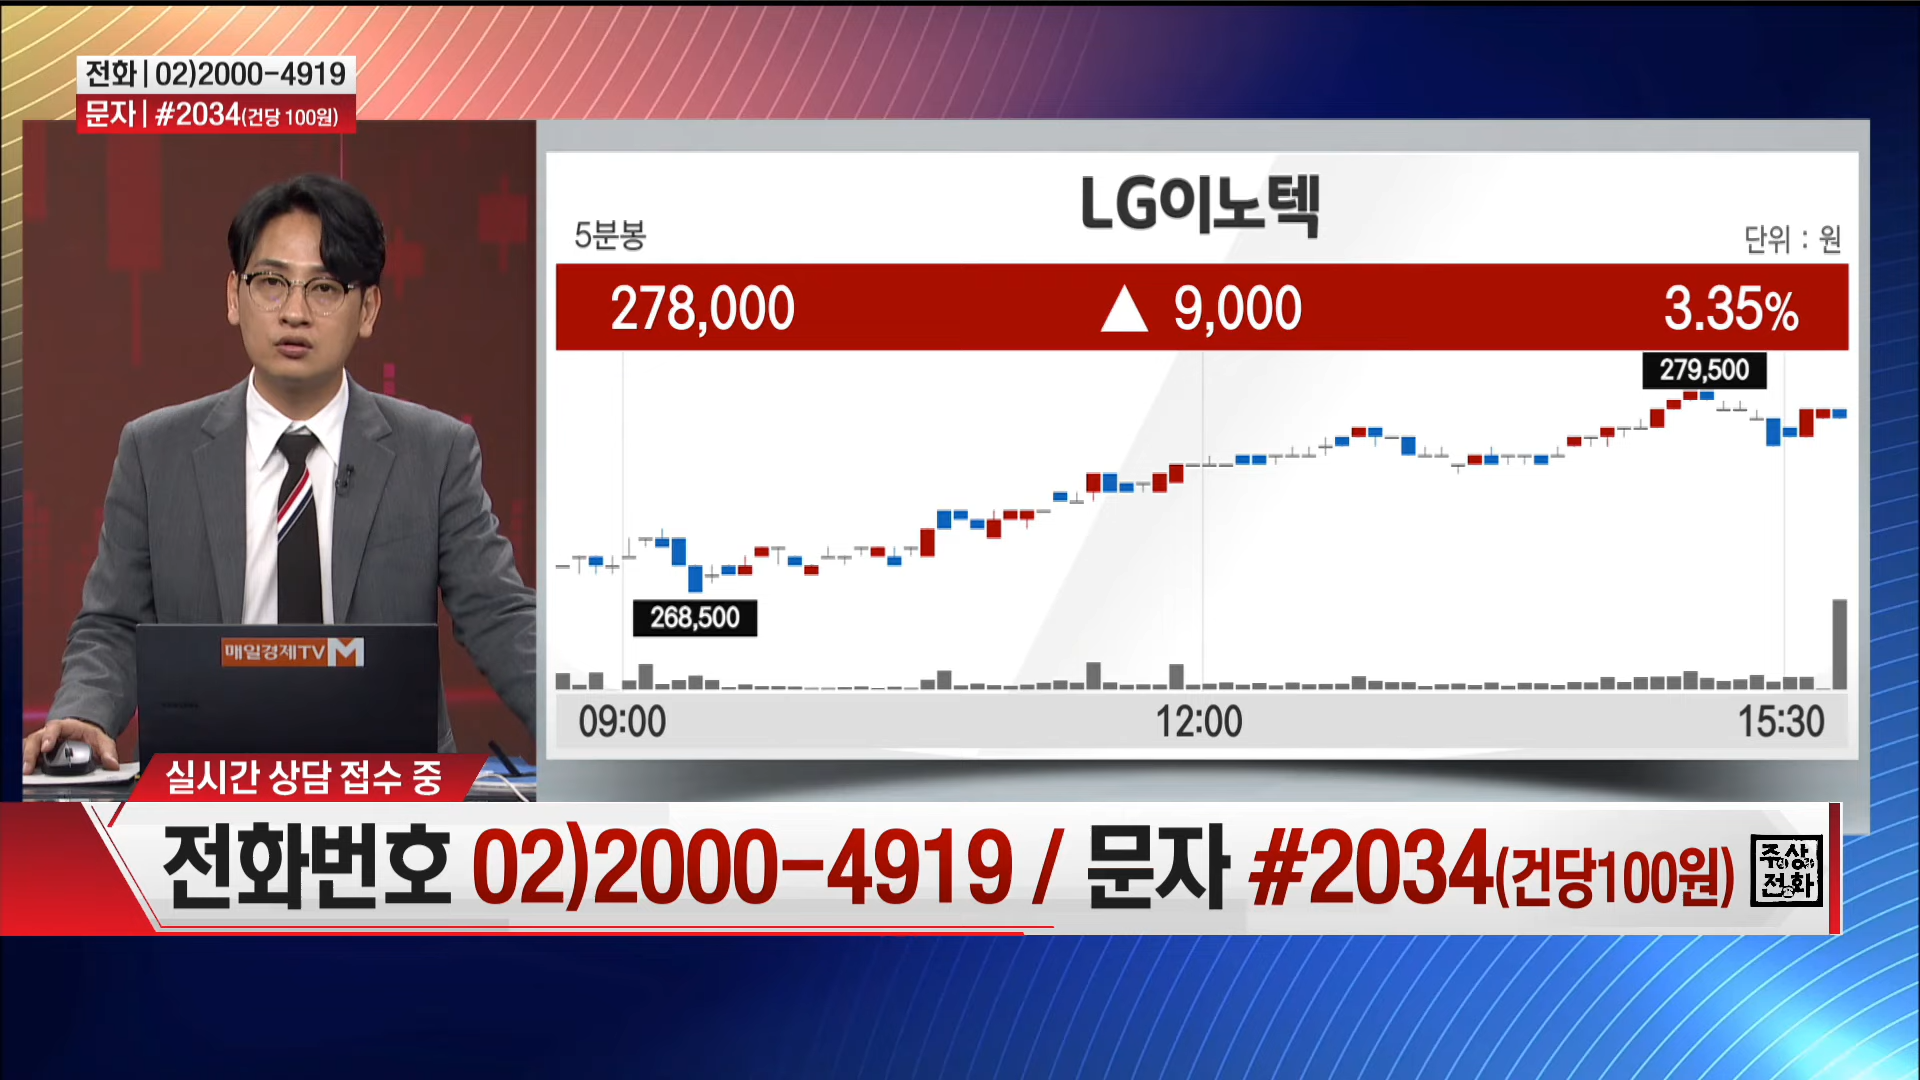 전화 | 02)2000-4919
문자 | #2034(건당 100원)
LG이노텍
5분봉
단위 : 원
278,000 ▲ 9,000 3.35%
279,500
268,500
09:00 12:00 15:30
매일경제TV M
실시간 상담 접수 중
전화번호 02)2000-4919 / 문자 #2034(건당100원)
주상
전화